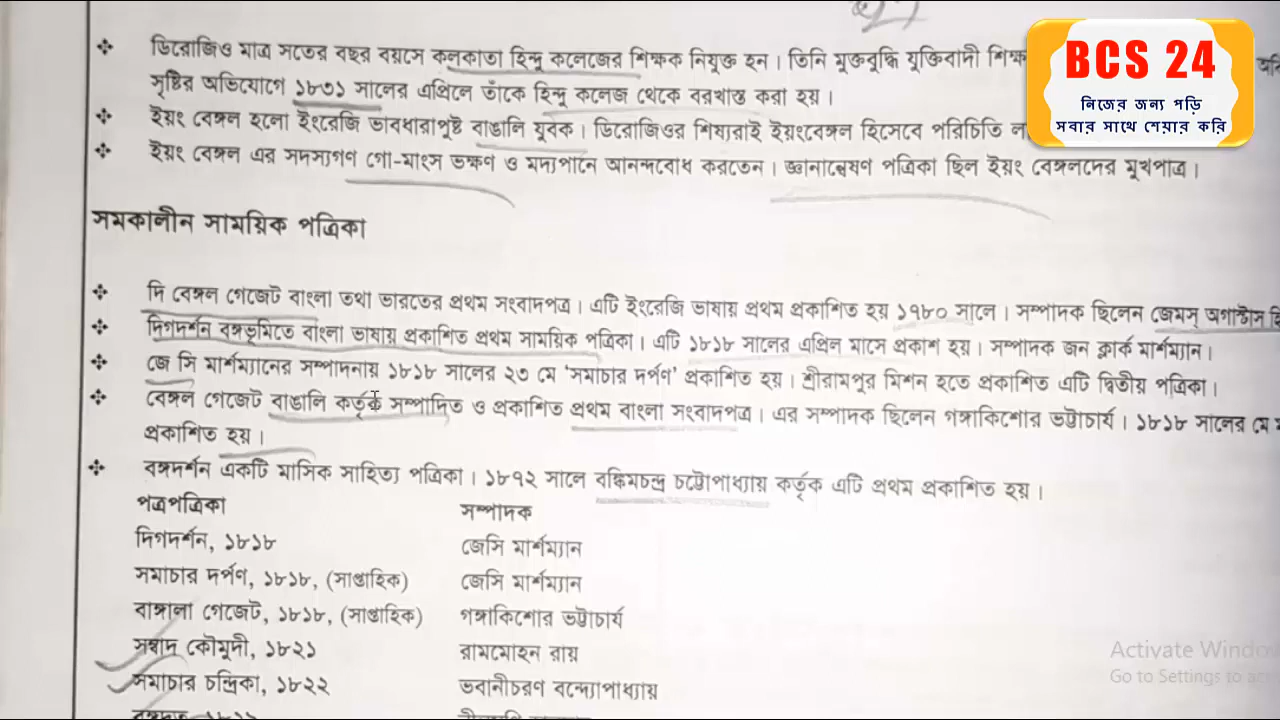 ডিরোজিও মাত্র সতের বছর বয়সে কলকাতা হিন্দু কলেজের শিক্ষক নিযুক্ত হন। তিনি মুক্তবুদ্ধি যুক্তিবাদী
সৃষ্টির অভিযোগে ১৮৩১ সালের এপ্রিলে তাঁকে হিন্দু কলেজ থেকে বরখাস্ত করা হয়।
ইয়ং বেঙ্গল হলো ইংরেজি ভাবধারাপুষ্ট বাঙালি যুবক। ডিরোজিওর শিষ্যরাই ইয়ংবেঙ্গল হিসেবে পরিচিতি
ইয়ং বেঙ্গল এর সদস্যগণ গো-মাংস ভক্ষণ ও মদ্যপানে আনন্দবোধ করতেন। জ্ঞানান্বেষণ পত্রিকা ছিল ইয়ং বেঙ্গলদের মুখপাত্র।
BCS 24
নিজের জন্য পড়ি
সবার সাথে শেয়ার করি
সমকালীন সাময়িক পত্রিকা
দি বেঙ্গল গেজেট বাংলা তথা ভারতের প্রথম সংবাদপত্র। এটি ইংরেজি ভাষায় প্রথম প্রকাশিত হয় ১৭৮০ সালে। সম্পাদক ছিলেন জেমস্ অগাস্টাস
দিগদর্শন বঙ্গভূমিতে বাংলা ভাষায় প্রকাশিত প্রথম সাময়িক পত্রিকা। এটি ১৮১৮ সালের এপ্রিল মাসে প্রকাশ হয়। সম্পাদক জন ক্লার্ক মার্শম্যান।
জে সি মার্শম্যানের সম্পাদনায় ১৮১৮ সালের ২৩ মে ‘সমাচার দর্পণ’ প্রকাশিত হয়। শ্রীরামপুর মিশন হতে প্রকাশিত এটি দ্বিতীয় পত্রিকা।
বেঙ্গল গেজেট বাঙালি কর্তৃক সম্পাদিত ও প্রকাশিত প্রথম বাংলা সংবাদপত্র। এর সম্পাদক ছিলেন গঙ্গাকিশোর ভট্টাচার্য। ১৮১৮ সালের মে
প্রকাশিত হয়।
বঙ্গদর্শন একটি মাসিক সাহিত্য পত্রিকা। ১৮৭২ সালে বঙ্কিমচন্দ্র চট্টোপাধ্যায় কর্তৃক এটি প্রথম প্রকাশিত হয়।
পত্রপত্রিকা সম্পাদক
দিগদর্শন, ১৮১৮ জেসি মার্শম্যান
সমাচার দর্পণ, ১৮১৮, (সাপ্তাহিক) জেসি মার্শম্যান
বাঙ্গালা গেজেট, ১৮১৮, (সাপ্তাহিক) গঙ্গাকিশোর ভট্টাচার্য
সম্বাদ কৌমুদী, ১৮২১ রামমোহন রায়
সমাচার চন্দ্রিকা, ১৮২২ ভবানীচরণ বন্দ্যোপাধ্যায়
Activate Window
Go to Settings to